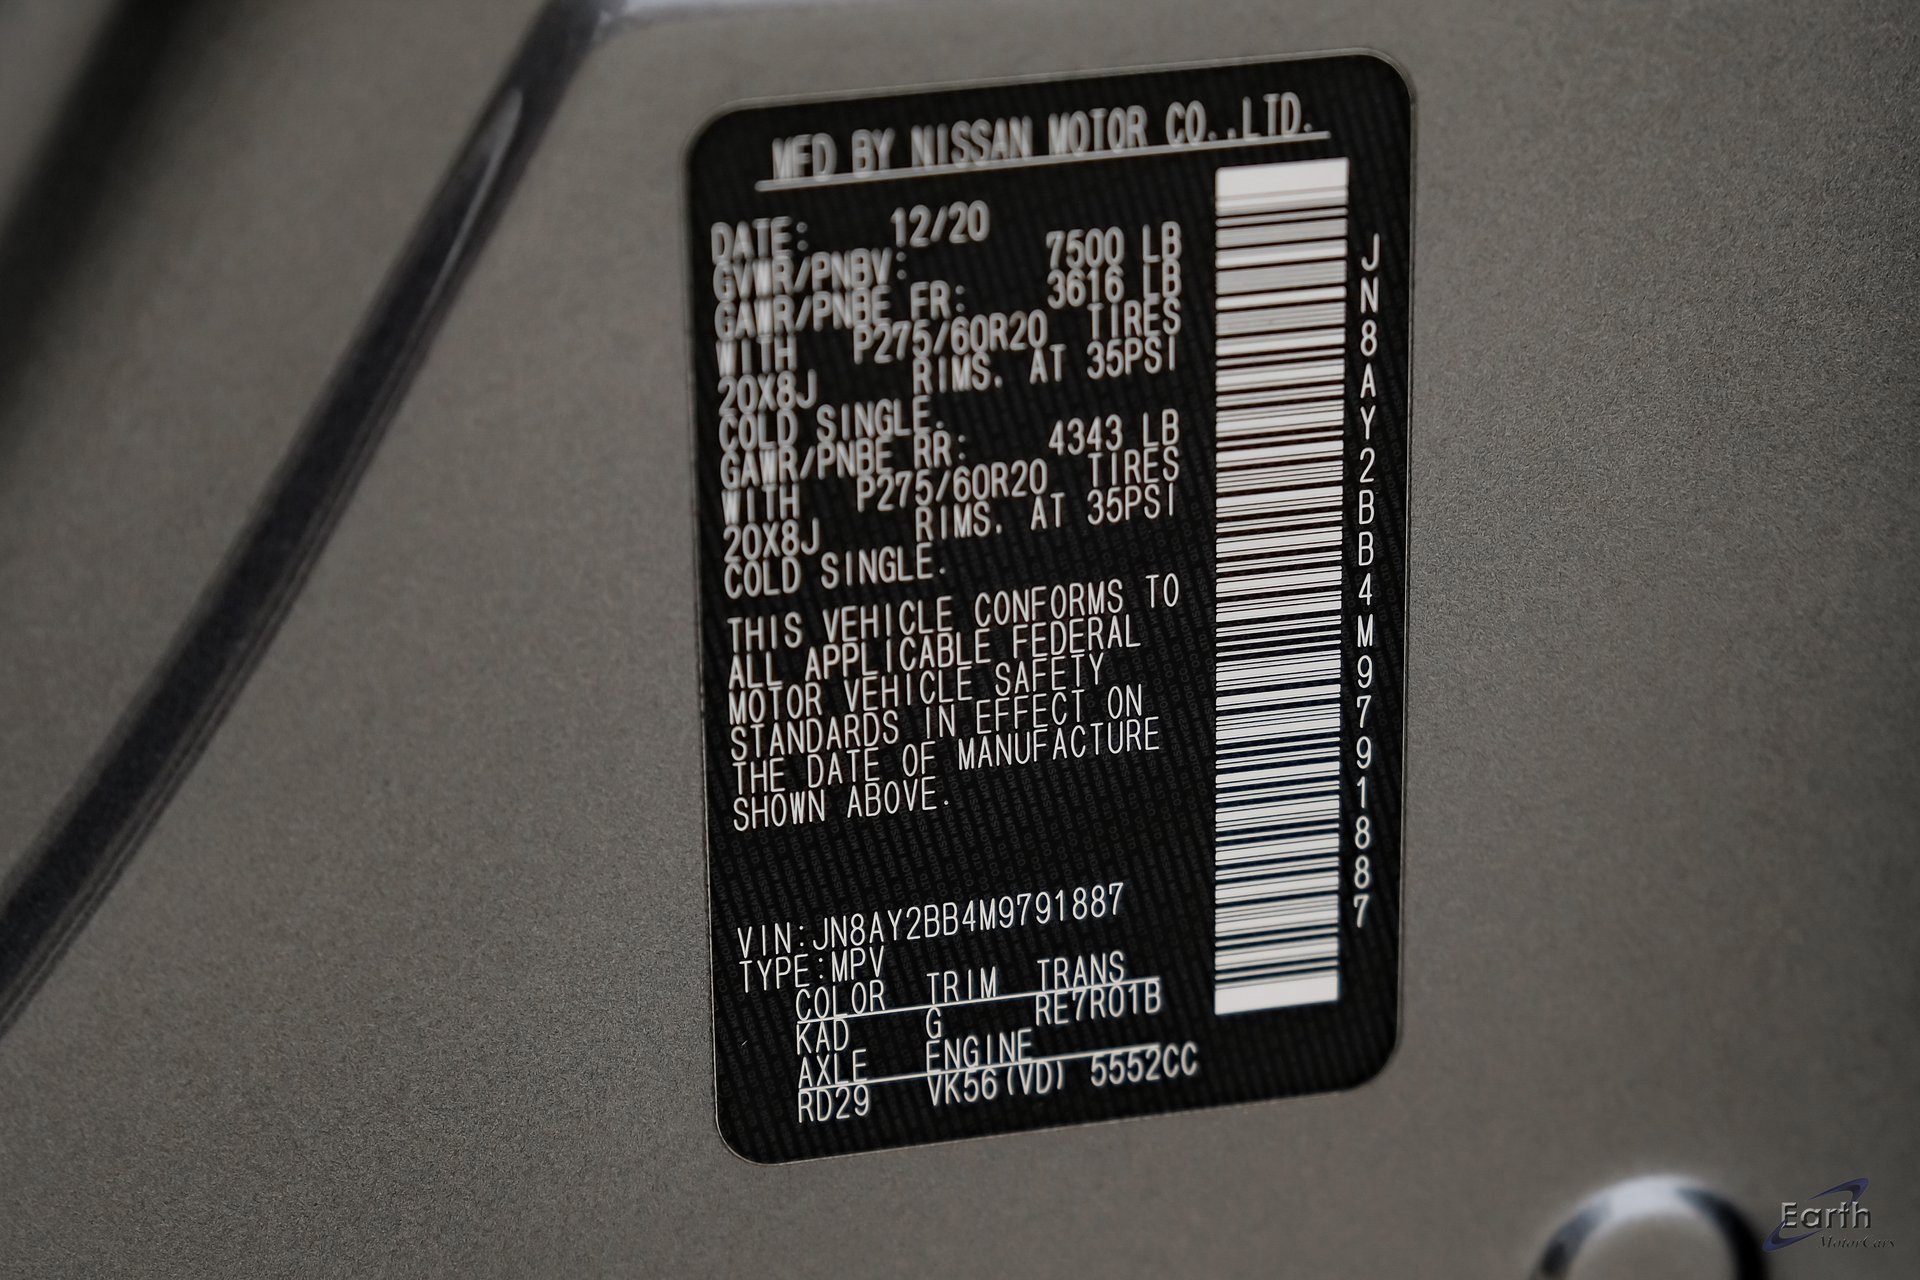 MFD BY NISSAN MOTOR CO.,LTD.
DATE: 12/20
GVWR/PNBV: 7500 LB
GAWR/PNBE FR: 3616 LB
WITH P275/60R20 TIRES
20X8J RIMS. AT 35PSI
COLD SINGLE.
GAWR/PNBE RR: 4343 LB
WITH P275/60R20 TIRES
20X8J RIMS. AT 35PSI
COLD SINGLE.
THIS VEHICLE CONFORMS TO
ALL APPLICABLE FEDERAL
MOTOR VEHICLE SAFETY
STANDARDS IN EFFECT ON
THE DATE OF MANUFACTURE
SHOWN ABOVE.
VIN:JN8AY2BB4M9791887
TYPE:MPV
COLOR TRIM TRANS
KAD G RE7R01B
AXLE ENGINE
RD29 VK56(VD) 5552CC
JN8AY2BB4M9791887
Earth
MotorCars